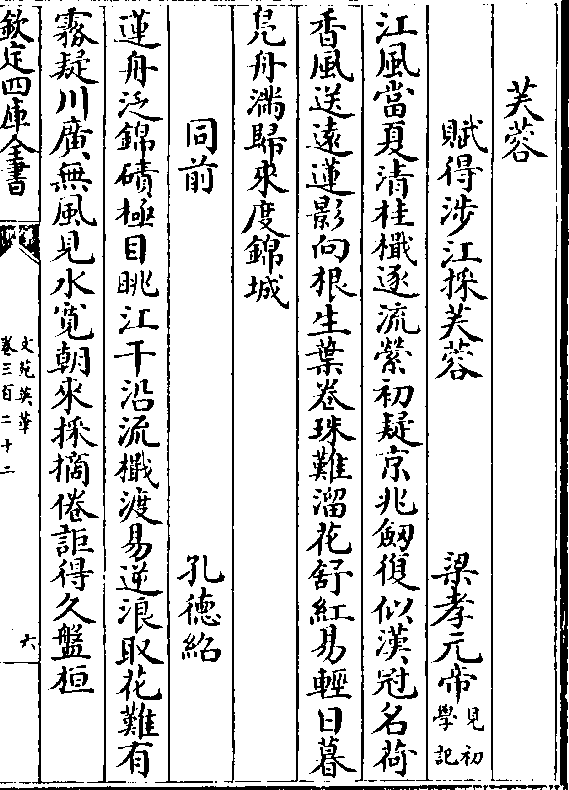 芙蓉
賦得涉江採芙蓉 梁孝元帝 見初學記
江風當夏清桂檝逐流縈初疑京兆劒復似漢冠名荷
香風送遠蓮影向根生葉卷珠難溜花舒紅易輕日暮
鳧舟滿歸來度錦城
同前 孔德紹
蓮舟泛錦磧極目眺江干沿流檝渡易逆浪取花難有
霧疑川廣無風見水寛朝來採摘倦詎得久盤桓
欽定四庫全書
文苑英華
卷三百二十二
六